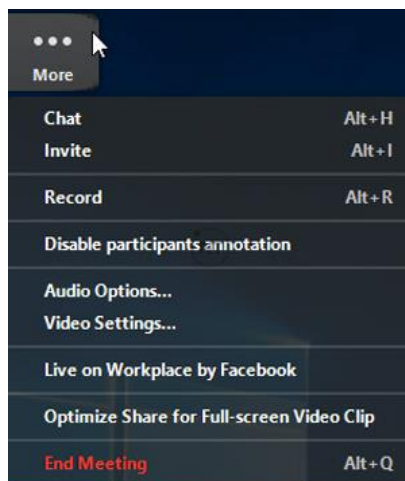 More
Chat Alt+H
Invite Alt+I
Record Alt+R
Disable participants annotation
Audio Options...
Video Settings...
Live on Workplace by Facebook
Optimize Share for Full-screen Video Clip
End Meeting Alt+Q